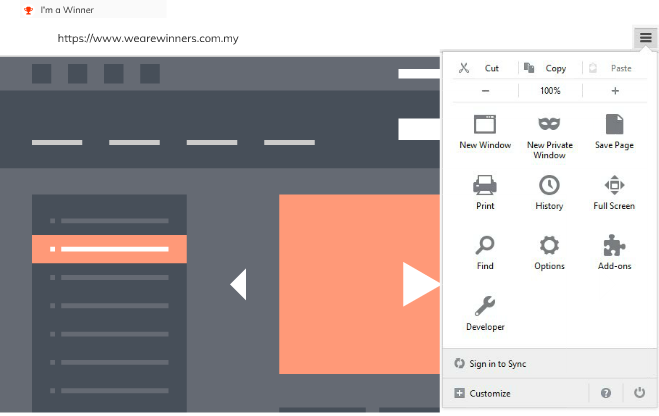 I'm a Winner
https://www.wearewinners.com.my
Cut Copy Paste
− 100% +
New Window New Private Window Save Page
Print History Full Screen
Find Options Add-ons
Developer
Sign in to Sync
Customize ?